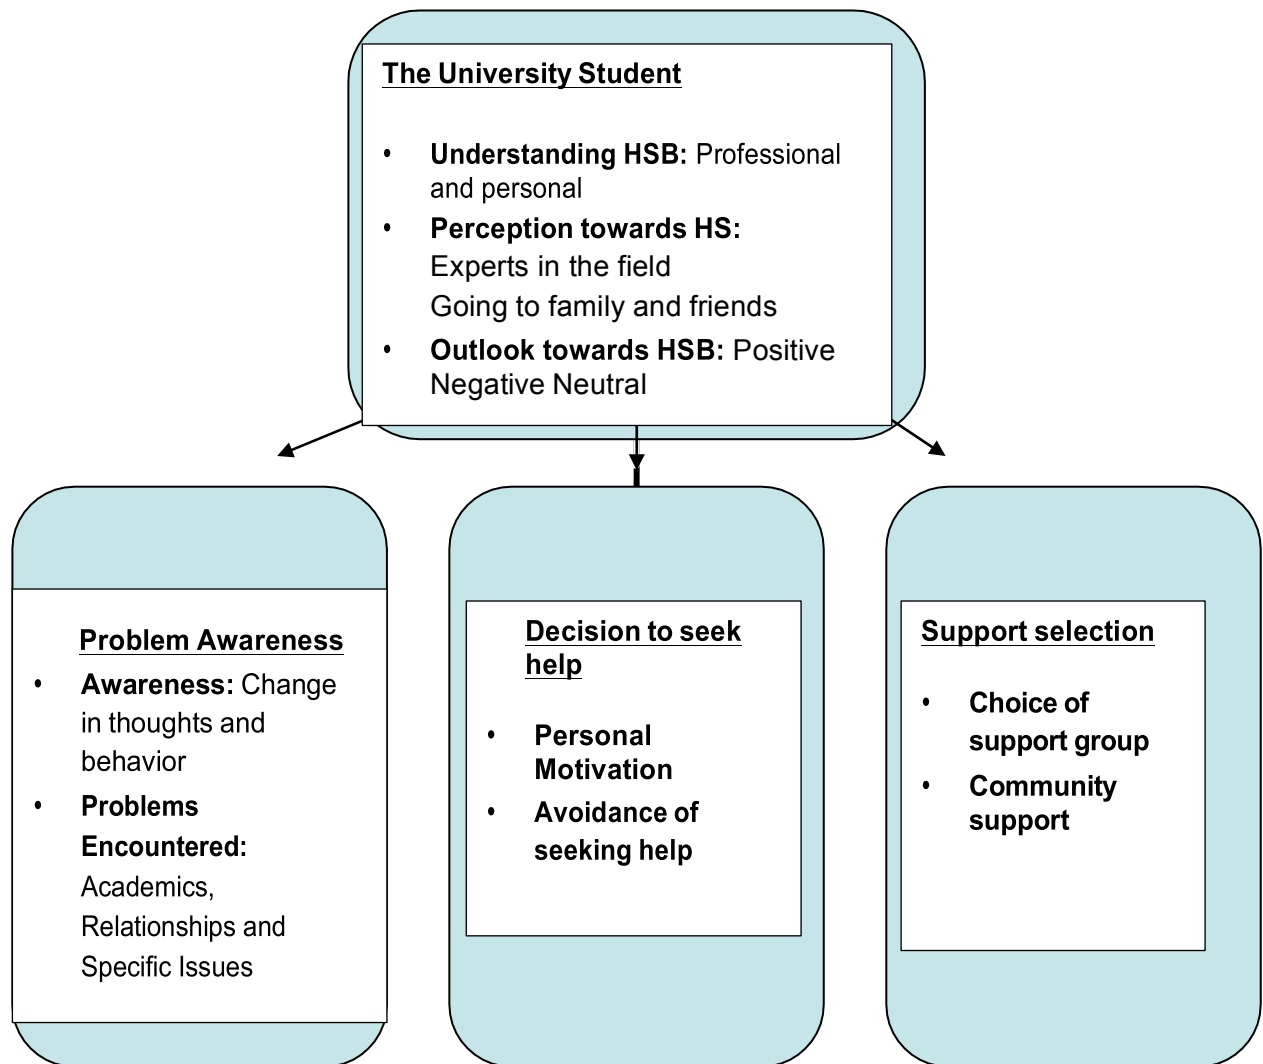 The University Student
• Understanding HSB: Professional
and personal
• Perception towards HS:
Experts in the field
Going to family and friends
• Outlook towards HSB: Positive
Negative Neutral
Problem Awareness
• Awareness: Change
in thoughts and
behavior
• Problems
Encountered:
Academics,
Relationships and
Specific Issues
Decision to seek
help
• Personal
Motivation
• Avoidance of
seeking help
Support selection
• Choice of
support group
• Community
support